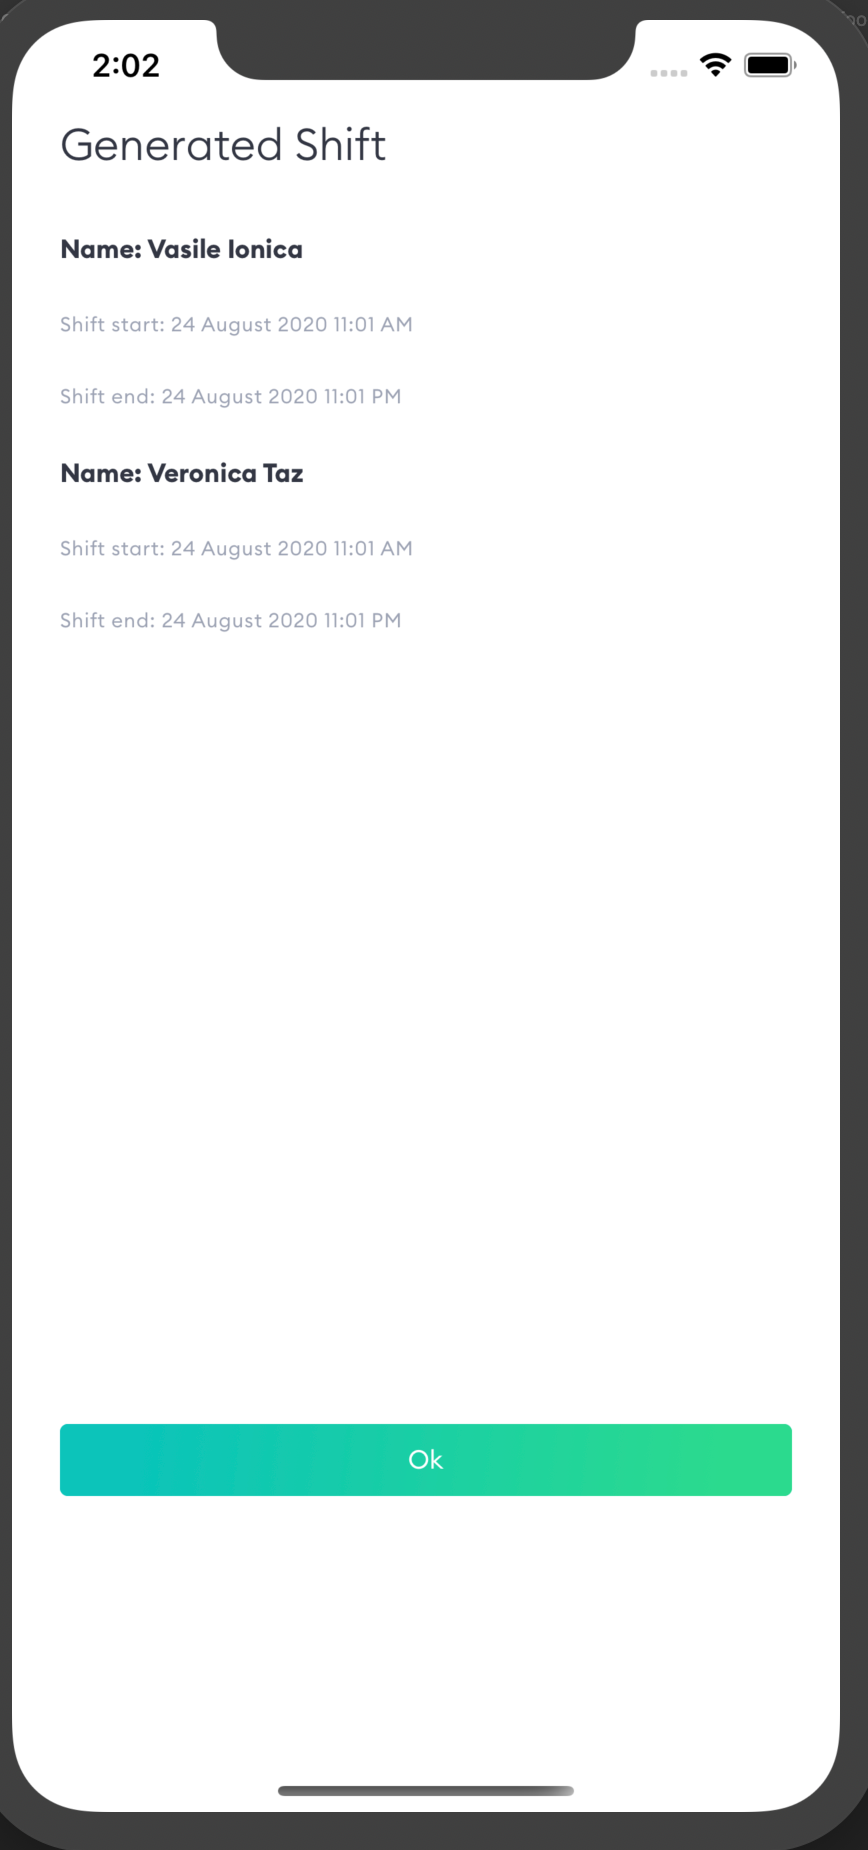 2:02
Generated Shift
Name: Vasile Ionica
Shift start: 24 August 2020 11:01 AM
Shift end: 24 August 2020 11:01 PM
Name: Veronica Taz
Shift start: 24 August 2020 11:01 AM
Shift end: 24 August 2020 11:01 PM
Ok